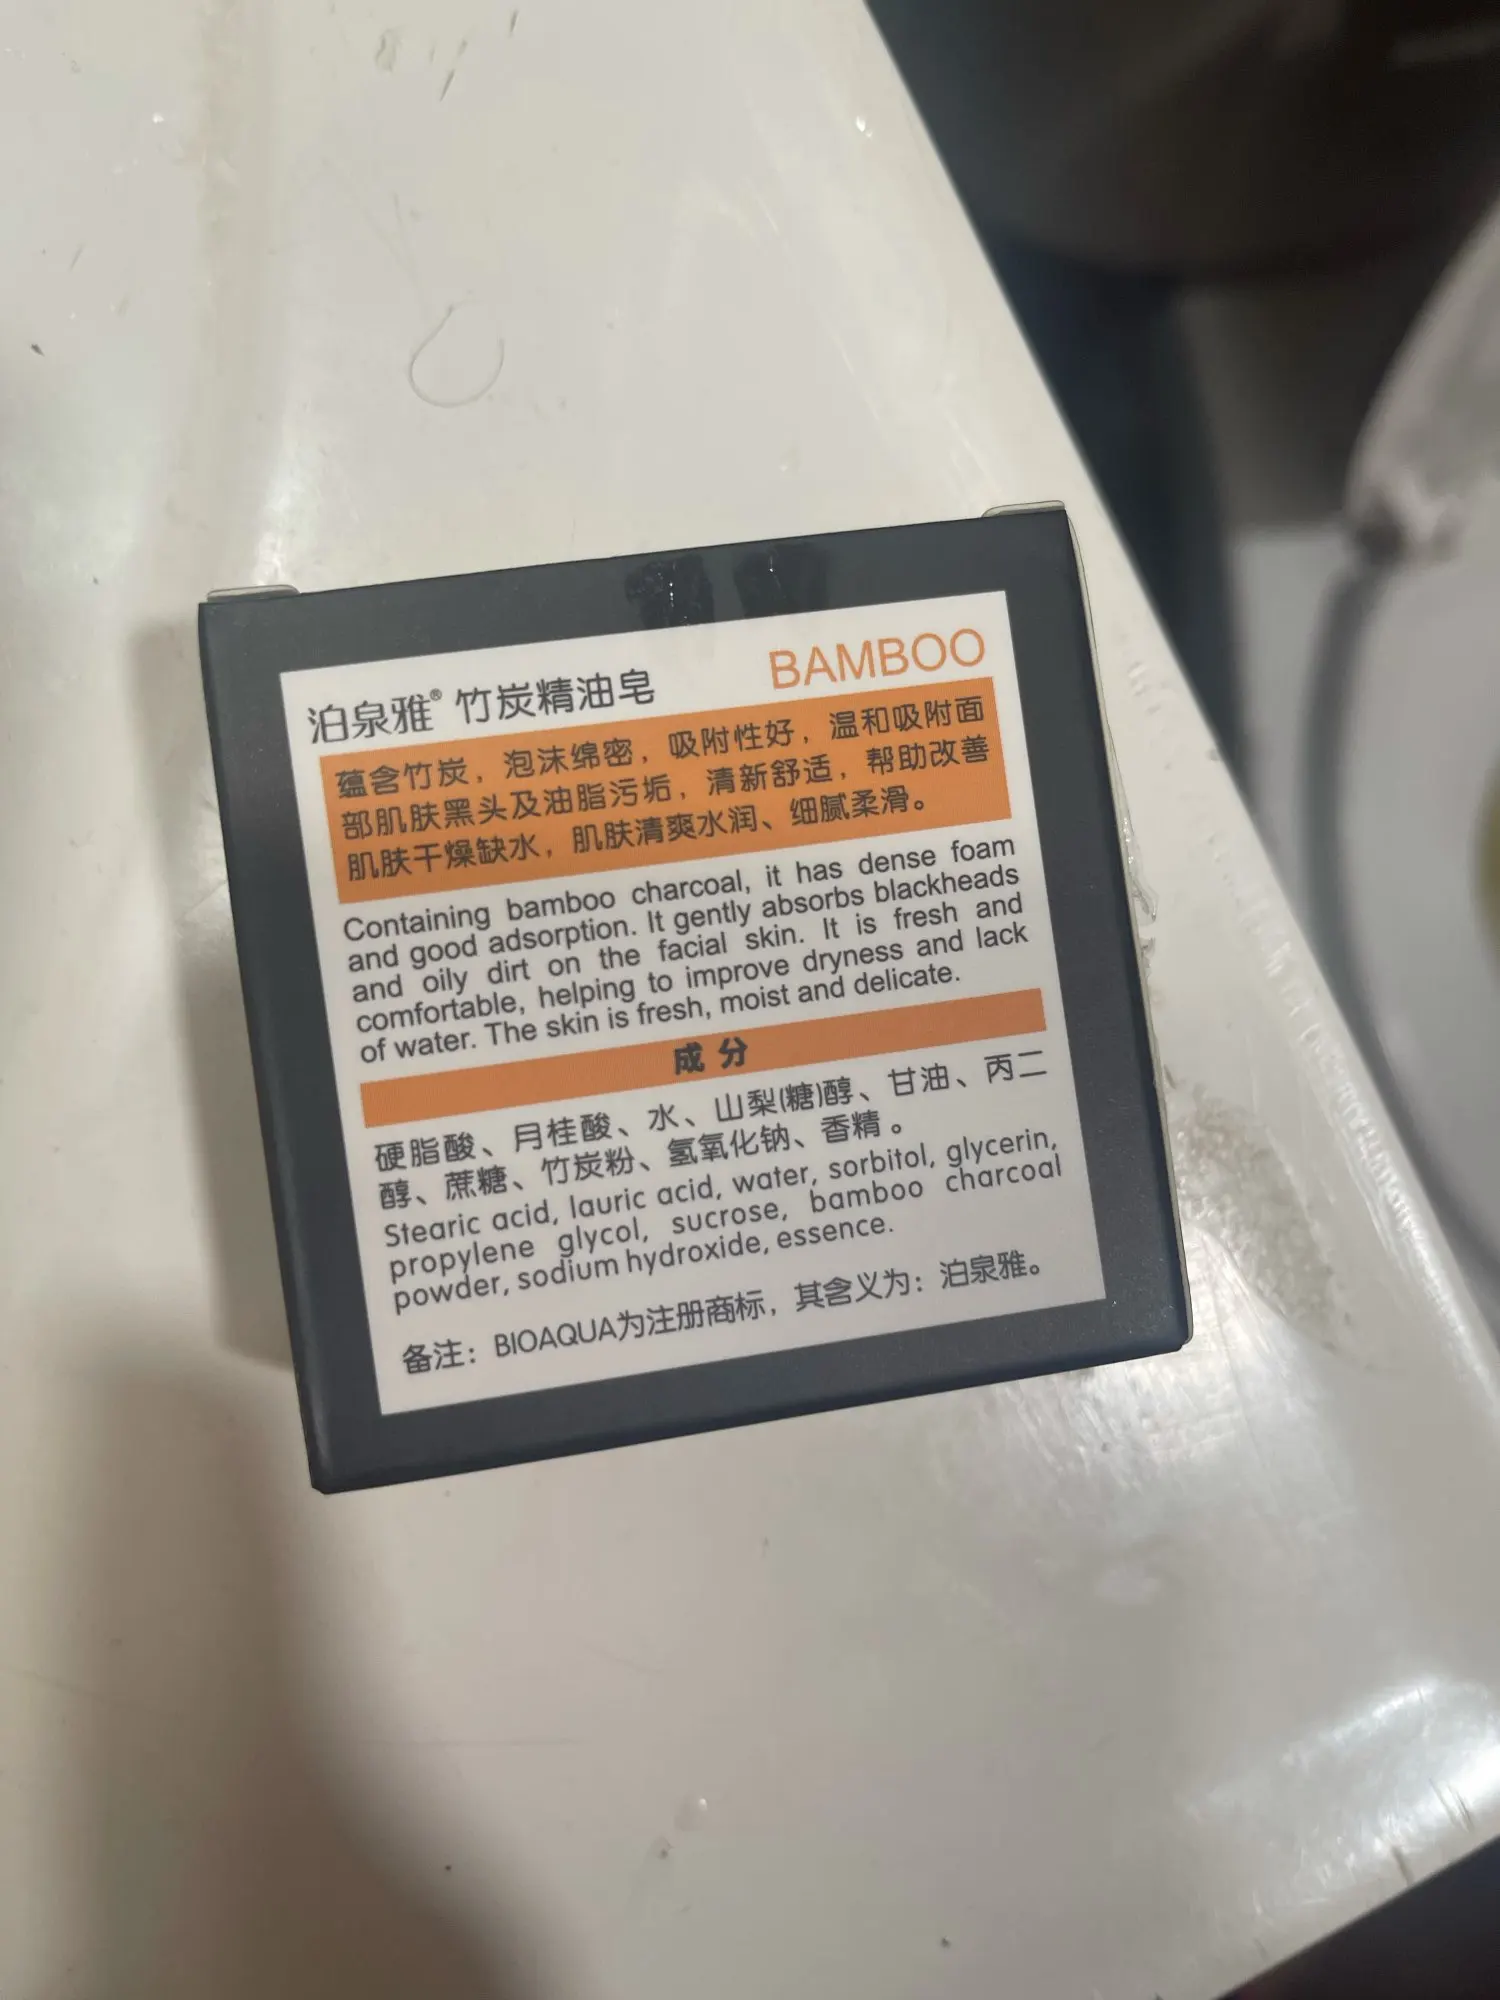 泊泉雅® 竹炭精油皂 BAMBOO
蕴含竹炭，泡沫绵密，吸附性好，温和吸附面
部肌肤黑头及油脂污垢，清新舒适，帮助改善
肌肤干燥缺水，肌肤清爽水润、细腻柔滑。
Containing bamboo charcoal, it has dense foam
and good adsorption. It gently absorbs blackheads
and oily dirt on the facial skin. It is fresh and
comfortable, helping to improve dryness and lack
of water. The skin is fresh, moist and delicate.
成分
硬脂酸、月桂酸、水、山梨(糖)醇、甘油、丙二
醇、蔗糖、竹炭粉、氢氧化钠、香精。
Stearic acid, lauric acid, water, sorbitol, glycerin,
propylene glycol, sucrose, bamboo charcoal
powder, sodium hydroxide, essence.
备注：BIOAQUA为注册商标，其含义为：泊泉雅。